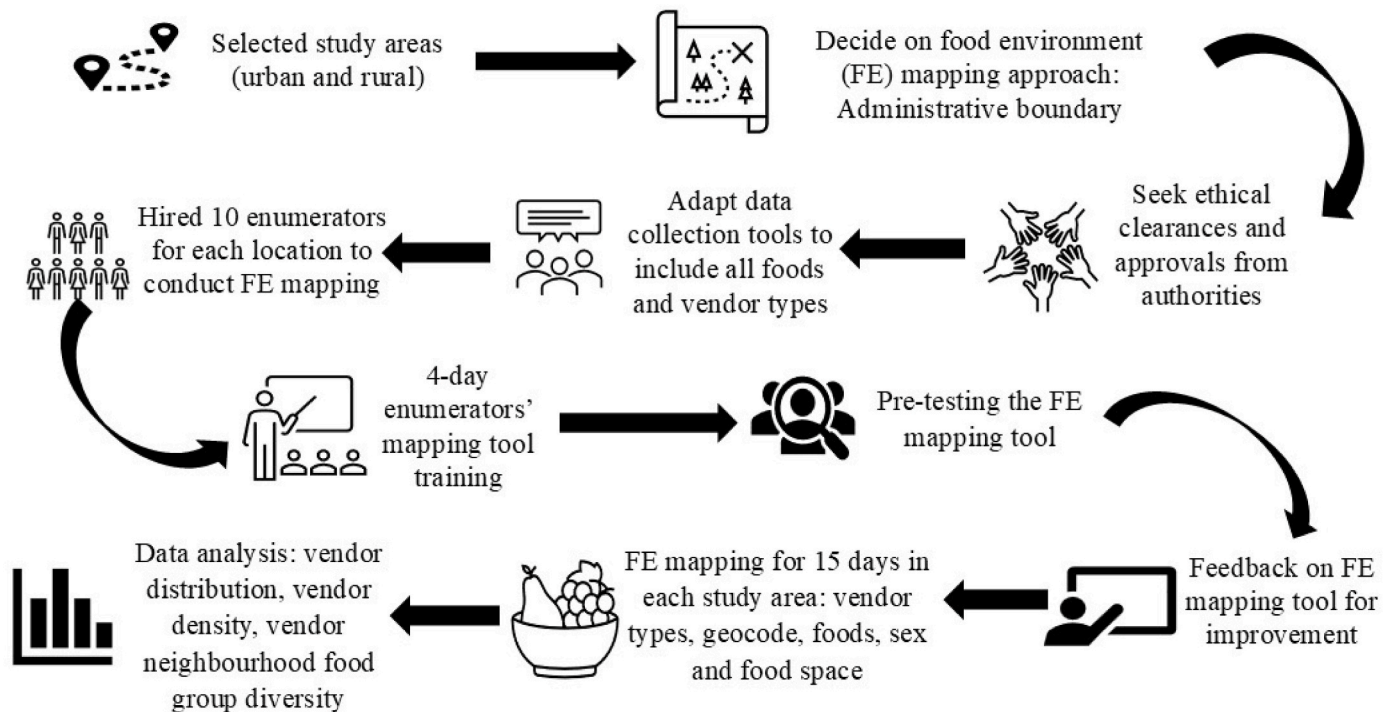 Selected study areas
(urban and rural)
Decide on food environment
(FE) mapping approach:
Administrative boundary
Seek ethical
clearances and
approvals from
authorities
Adapt data
collection tools to
include all foods
and vendor types
Hired 10 enumerators
for each location to
conduct FE mapping
4-day
enumerators’
mapping tool
training
Pre-testing the FE
mapping tool
Feedback on FE
mapping tool for
improvement
FE mapping for 15 days in
each study area: vendor
types, geocode, foods, sex
and food space
Data analysis: vendor
distribution, vendor
density, vendor
neighbourhood food
group diversity